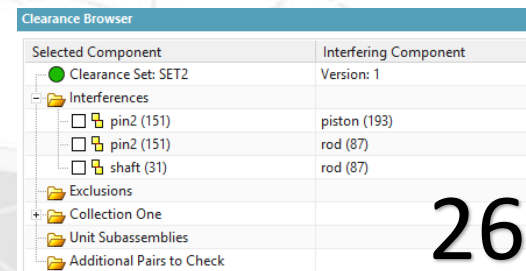 Clearance Browser
Selected Component Interfering Component
Clearance Set: SET2 Version: 1
Interferences
pin2 (151) piston (193)
pin2 (151) rod (87)
shaft (31) rod (87)
Exclusions
Collection One
Unit Subassemblies
Additional Pairs to Check
26